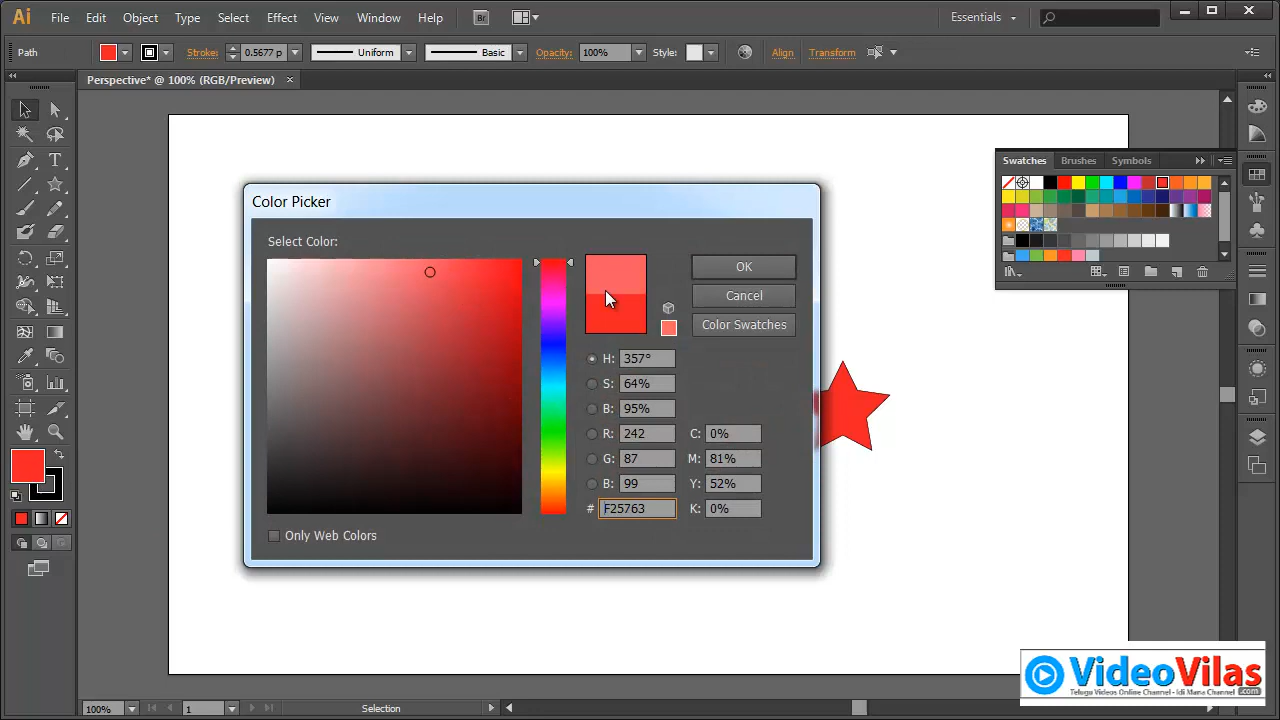 Ai File Edit Object Type Select Effect View Window Help Br Essentials
Path Stroke: 0.5677 p Uniform Basic Opacity: 100% Style: Align Transform
Perspective* @ 100% (RGB/Preview)
Swatches Brushes Symbols
Color Picker
Select Color:
OK
Cancel
Color Swatches
H: 357°
S: 64%
B: 95%
R: 242 C: 0%
G: 87 M: 81%
B: 99 Y: 52%
# F25763 K: 0%
Only Web Colors
VideoVilas
Telugu Videos Online Channel - Idi Mana Channel .com
100% 1 Selection